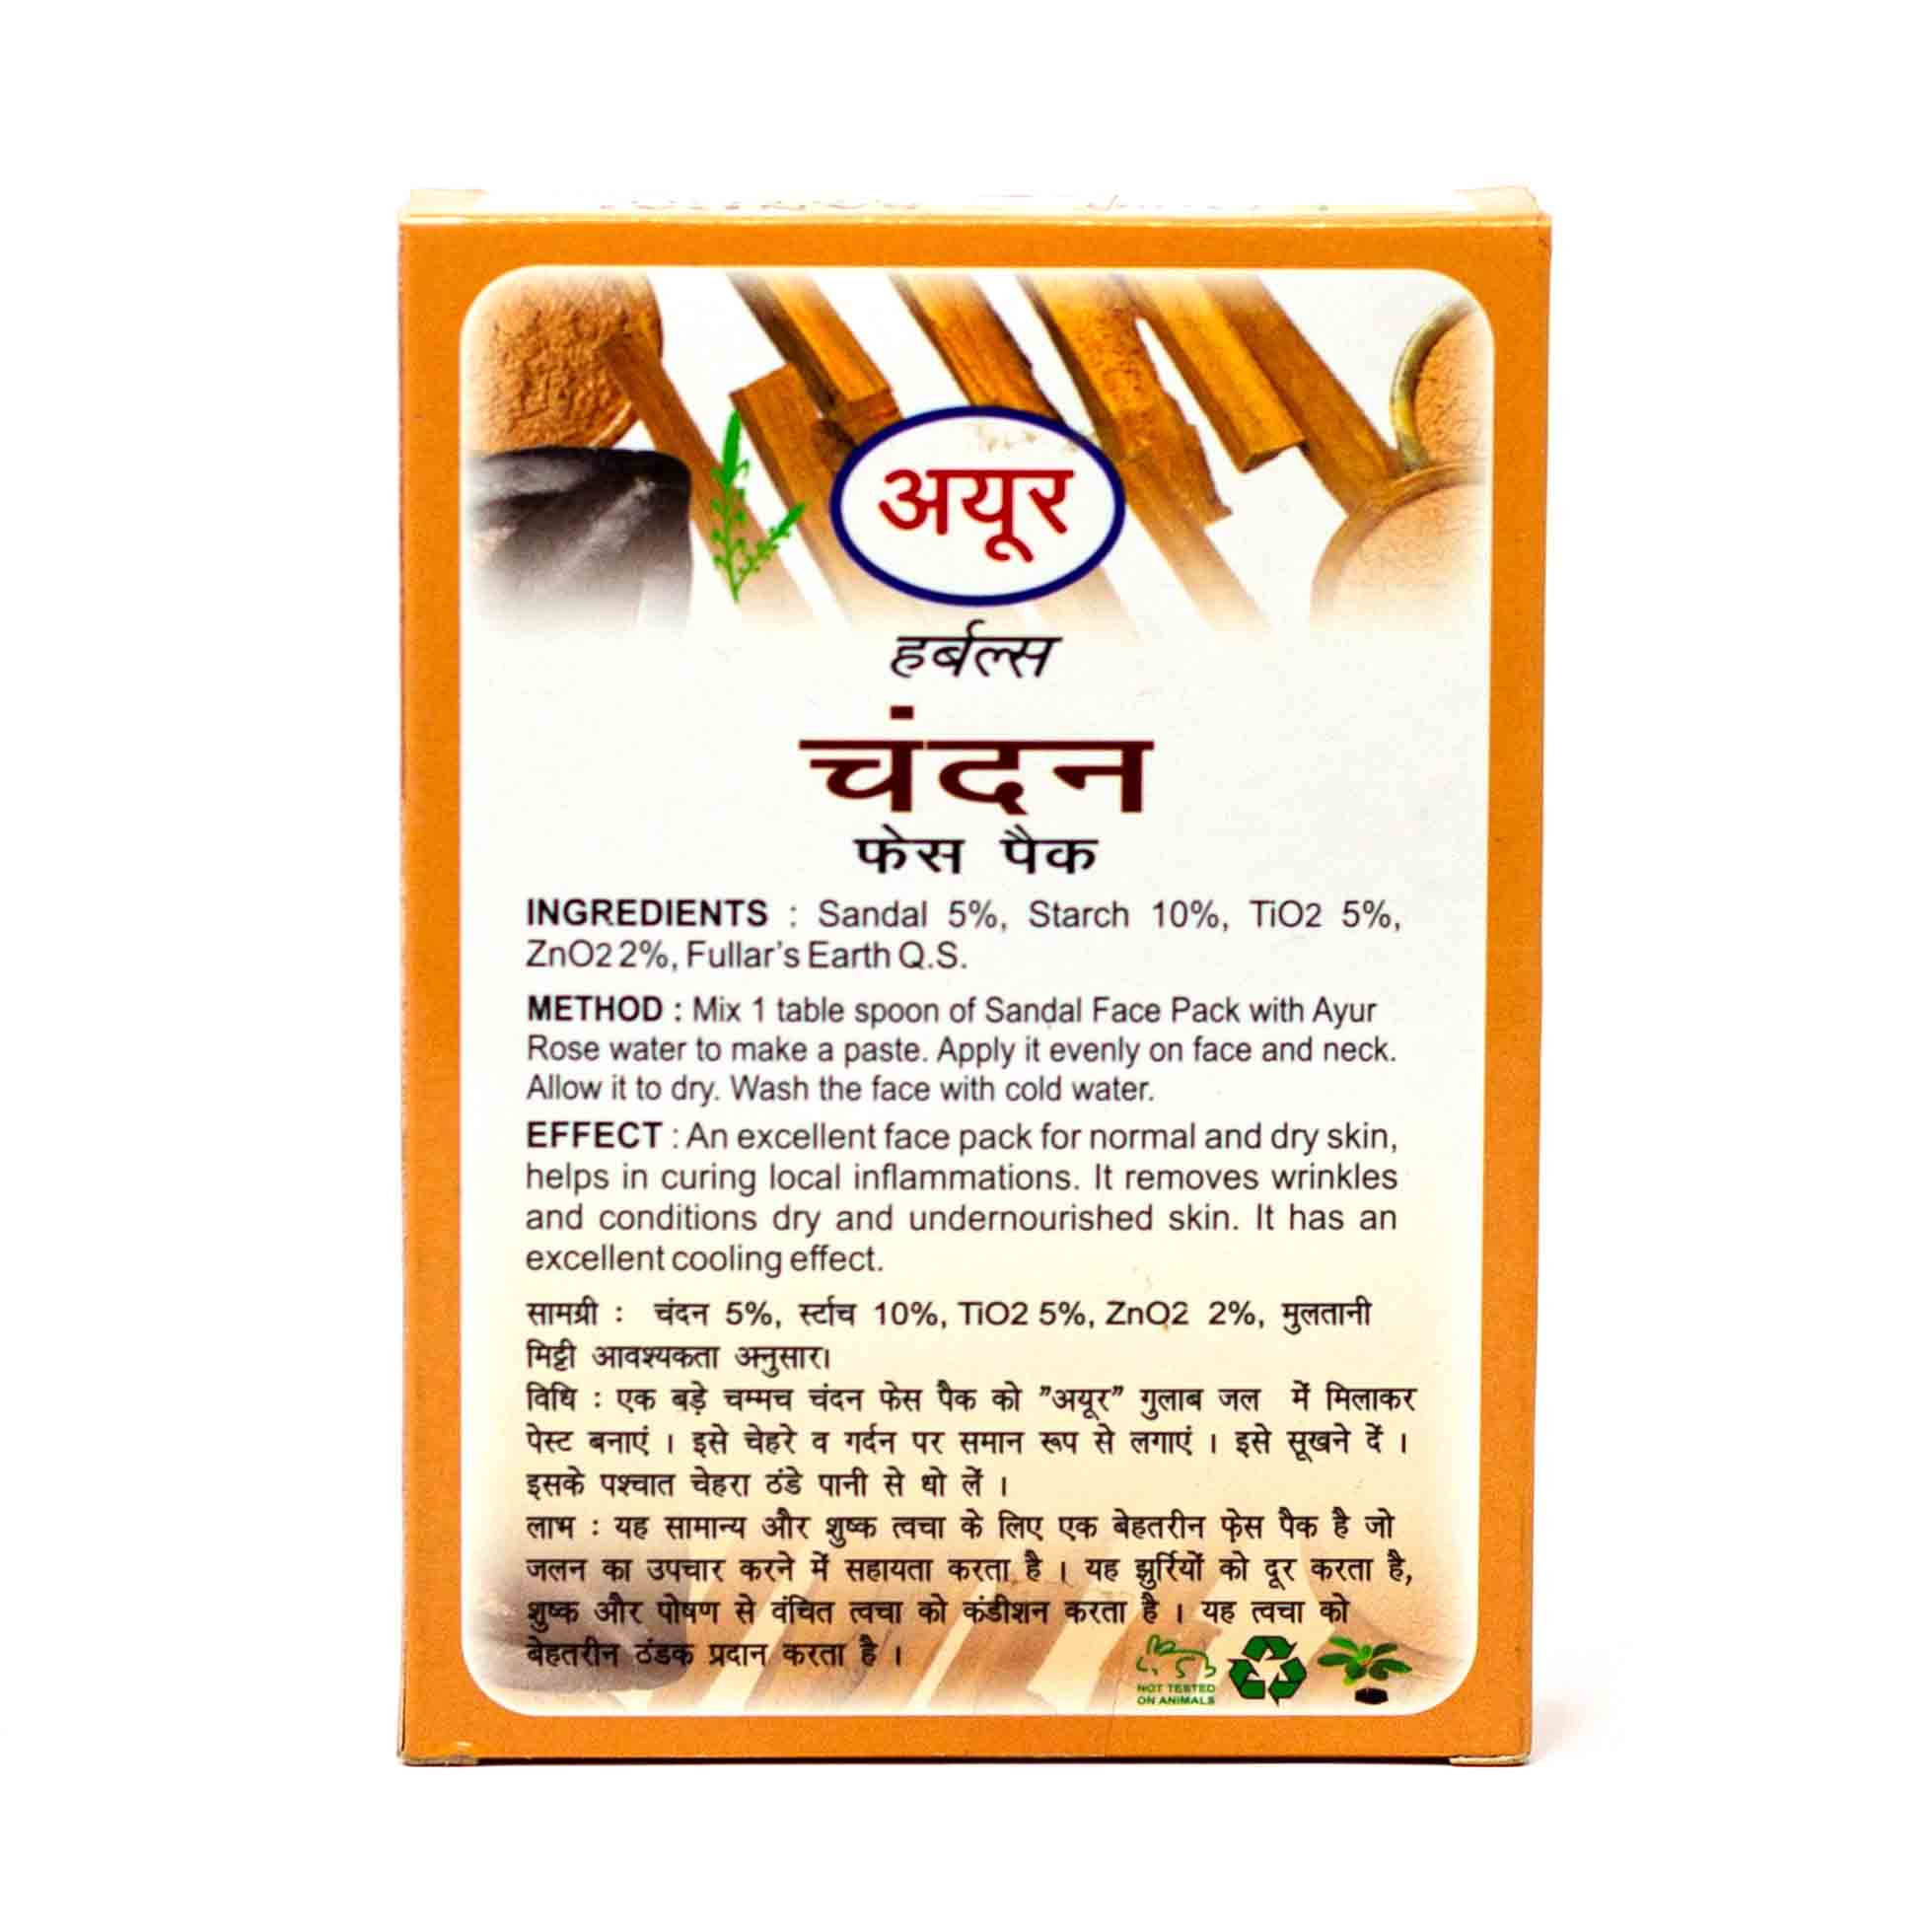 अयूर
हर्बल्स
चंदन
फेस पैक
INGREDIENTS : Sandal 5%, Starch 10%, TiO2 5%,
ZnO2 2%, Fullar's Earth Q.S.
METHOD : Mix 1 table spoon of Sandal Face Pack with Ayur
Rose water to make a paste. Apply it evenly on face and neck.
Allow it to dry. Wash the face with cold water.
EFFECT : An excellent face pack for normal and dry skin,
helps in curing local inflammations. It removes wrinkles
and conditions dry and undernourished skin. It has an
excellent cooling effect.
सामग्री : चंदन 5%, स्टार्च 10%, TiO2 5%, ZnO2 2%, मुलतानी
मिट्टी आवश्यकता अनुसार।
विधि : एक बड़े चम्मच चंदन फेस पैक को ”अयूर” गुलाब जल में मिलाकर
पेस्ट बनाएं । इसे चेहरे व गर्दन पर समान रूप से लगाएं । इसे सूखने दें ।
इसके पश्चात चेहरा ठंडे पानी से धो लें ।
लाभ : यह सामान्य और शुष्क त्वचा के लिए एक बेहतरीन फ़ेस पैक है जो
जलन का उपचार करने में सहायता करता है । यह झुर्रियों को दूर करता है,
शुष्क और पोषण से वंचित त्वचा को कंडीशन करता है । यह त्वचा को
बेहतरीन ठंडक प्रदान करता है ।
NOT TESTED
ON ANIMALS